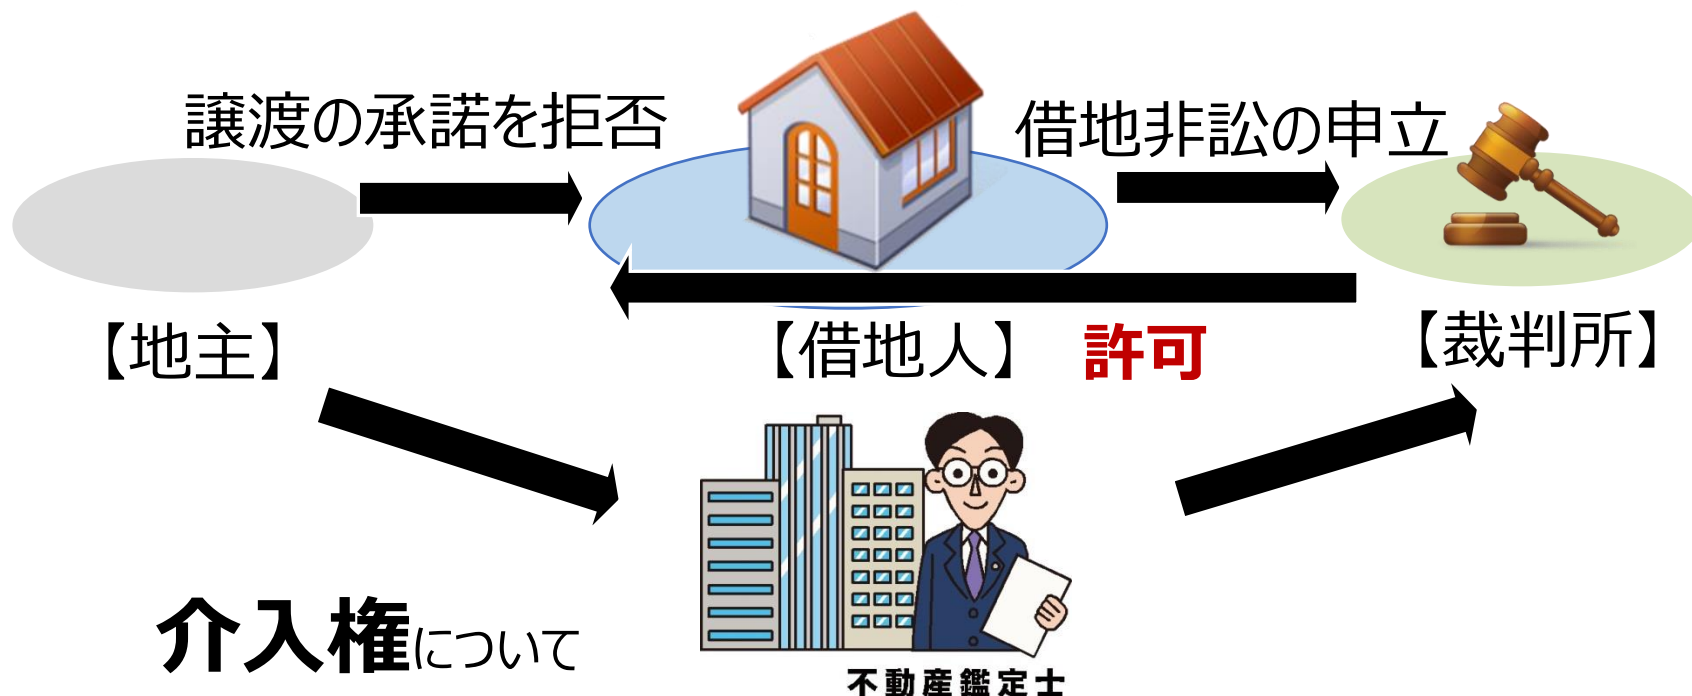 譲渡の承諾を拒否
借地非訟の申立
【地主】
【借地人】
許可
【裁判所】
介入権について
不動産鑑定士